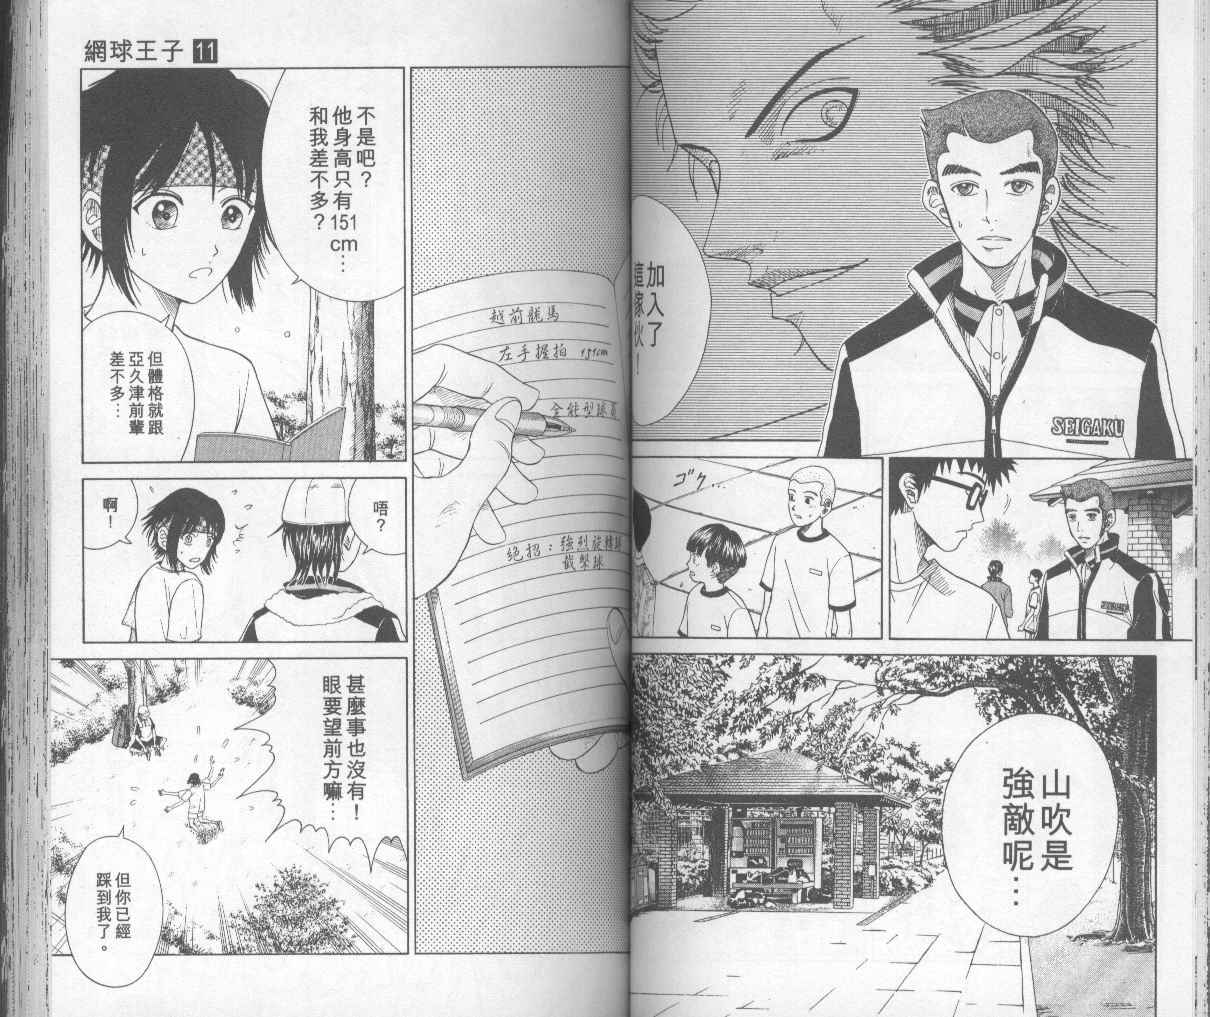 網球王子 11
加入了
這傢伙！
SEIGAKU
ゴク…
山吹是
強敵呢…
越前龍馬
左手握拍 151cm
全能型球員
絕招：強烈旋轉球
截擊球
不是吧？
他身高只有151cm…
和我差不多？
但體格就跟
亞久津前輩
差不多…
唔？
啊！
甚麼事也沒有！
眼要望前方嘛…
但你已經
踩到我了。